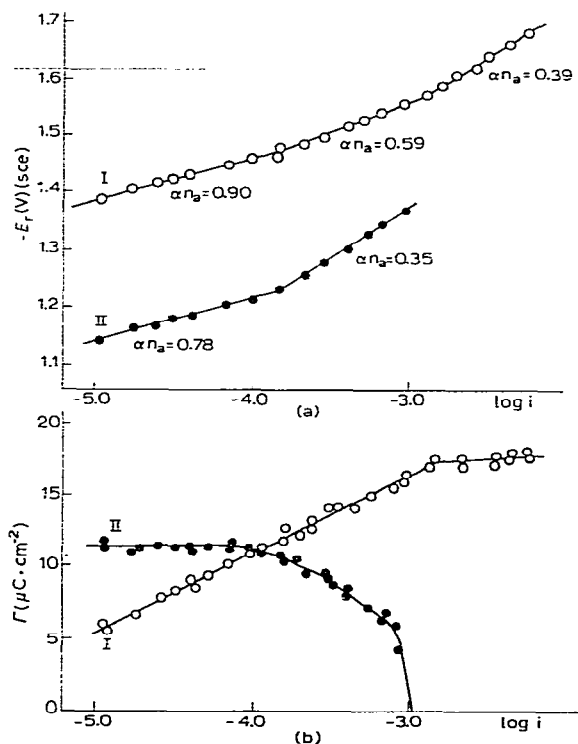 1.7
1.6
1.5
1.4
1.3
1.2
1.1
-Eᵣ(V)(sce)
I
αnₐ=0.39
αnₐ=0.59
αnₐ=0.90
II
αnₐ=0.35
αnₐ=0.78
-5.0 -4.0 -3.0 log i
(a)
20
15
10
5
0
Γ(μC·cm⁻²)
II
I
-5.0 -4.0 -3.0 log i
(b)